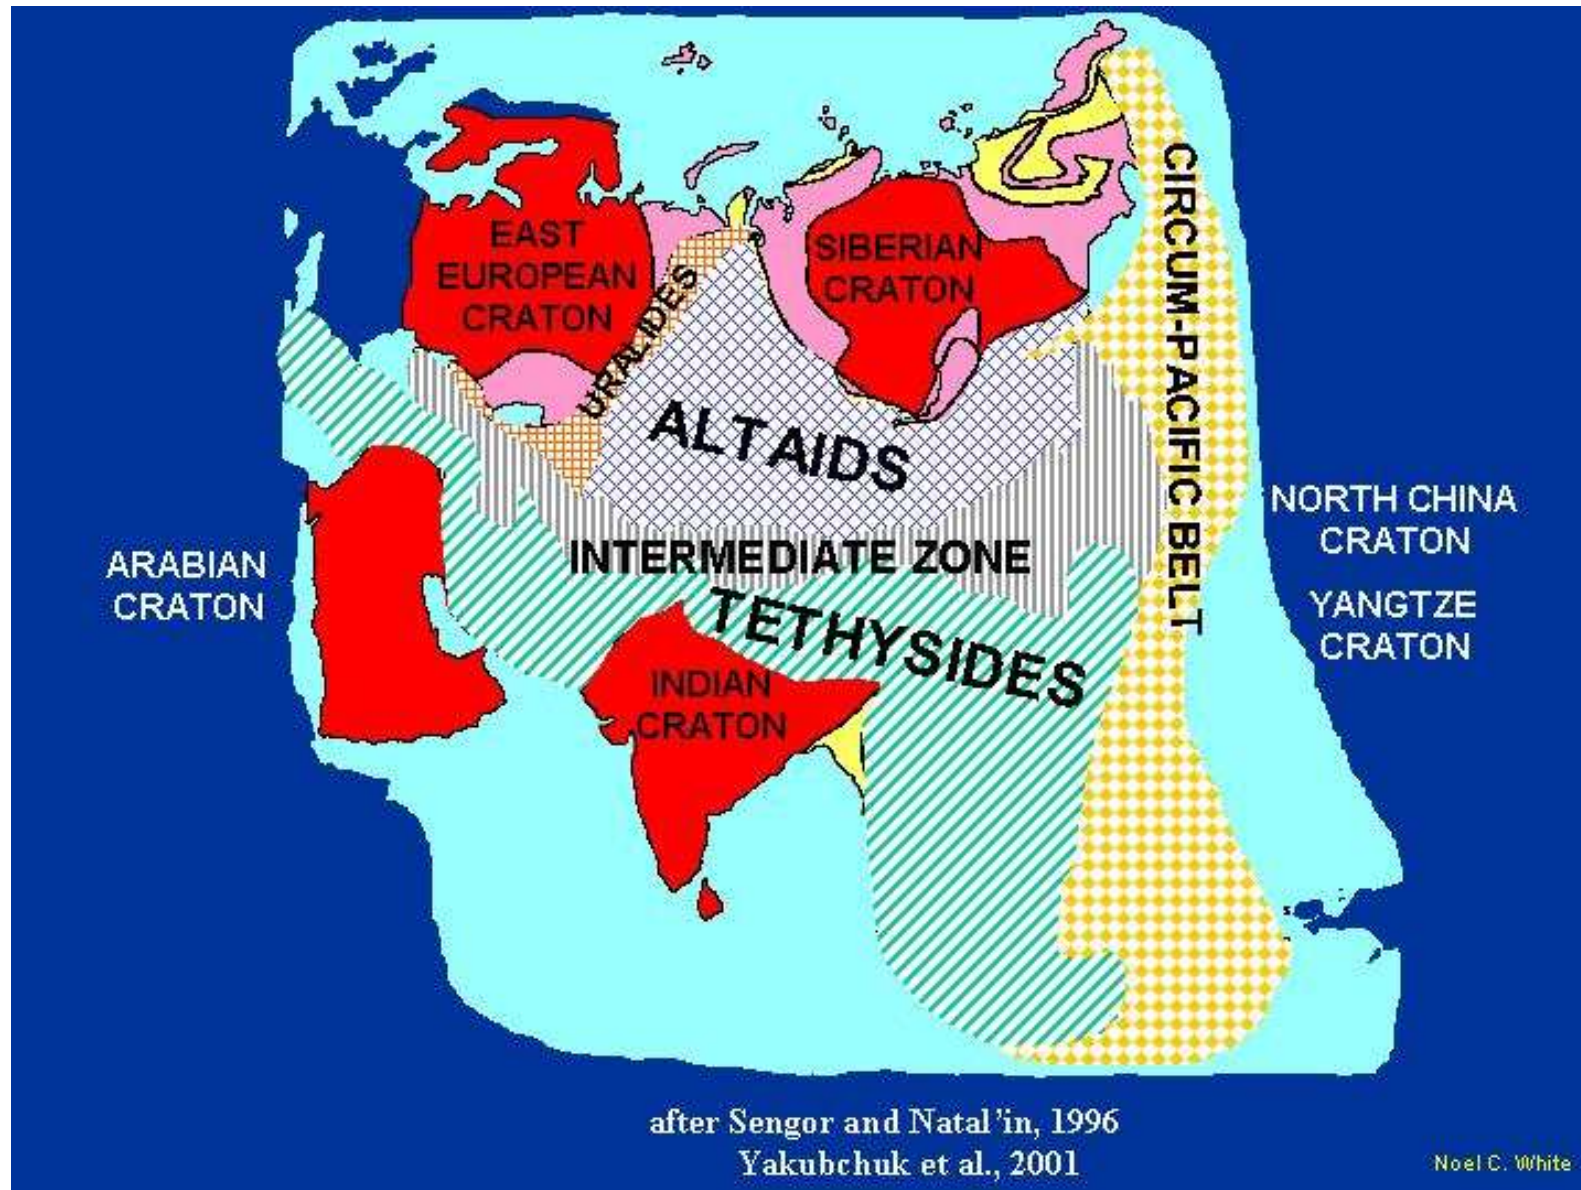 EAST
EUROPEAN
CRATON
SIBERIAN
CRATON
URALIDES
CIRCUM-PACIFIC BELT
ALTAIDS
NORTH CHINA
CRATON
ARABIAN
CRATON
INTERMEDIATE ZONE
YANGTZE
CRATON
TETHYSIDES
INDIAN
CRATON
after Sengor and Natal'in, 1996
Yakubchuk et al., 2001
Noel C. White